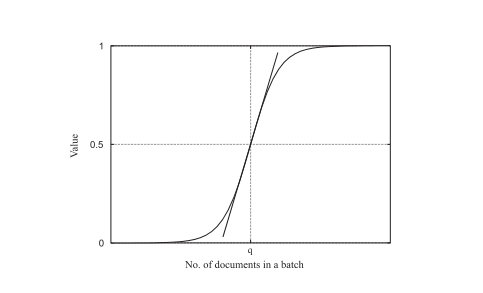 1
Value
0.5
0
q
No. of documents in a batch